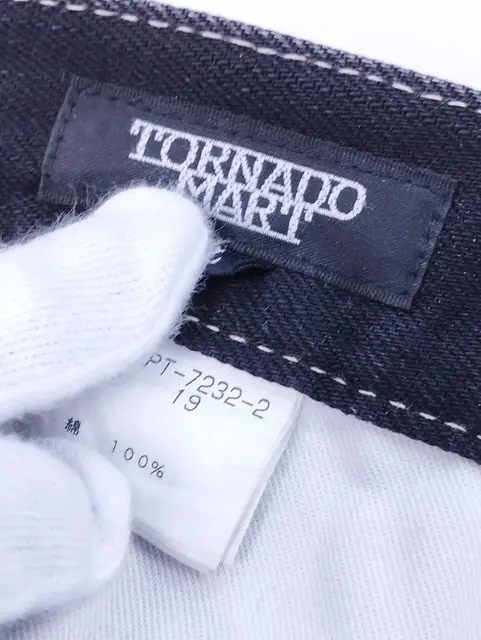 TORNADO
MART
PT-7232-2
19
綿 100%